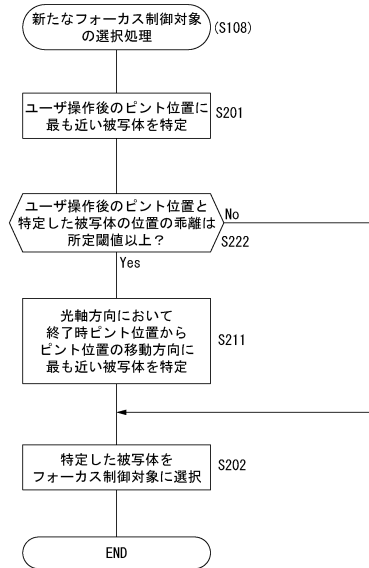 新たなフォーカス制御対象
の選択処理
(S108)
ユーザ操作後のピント位置に
最も近い被写体を特定
S201
ユーザ操作後のピント位置と
特定した被写体の位置の乖離は
所定閾値以上？
No
S222
Yes
光軸方向において
終了時ピント位置から
ピント位置の移動方向に
最も近い被写体を特定
S211
特定した被写体を
フォーカス制御対象に選択
S202
END